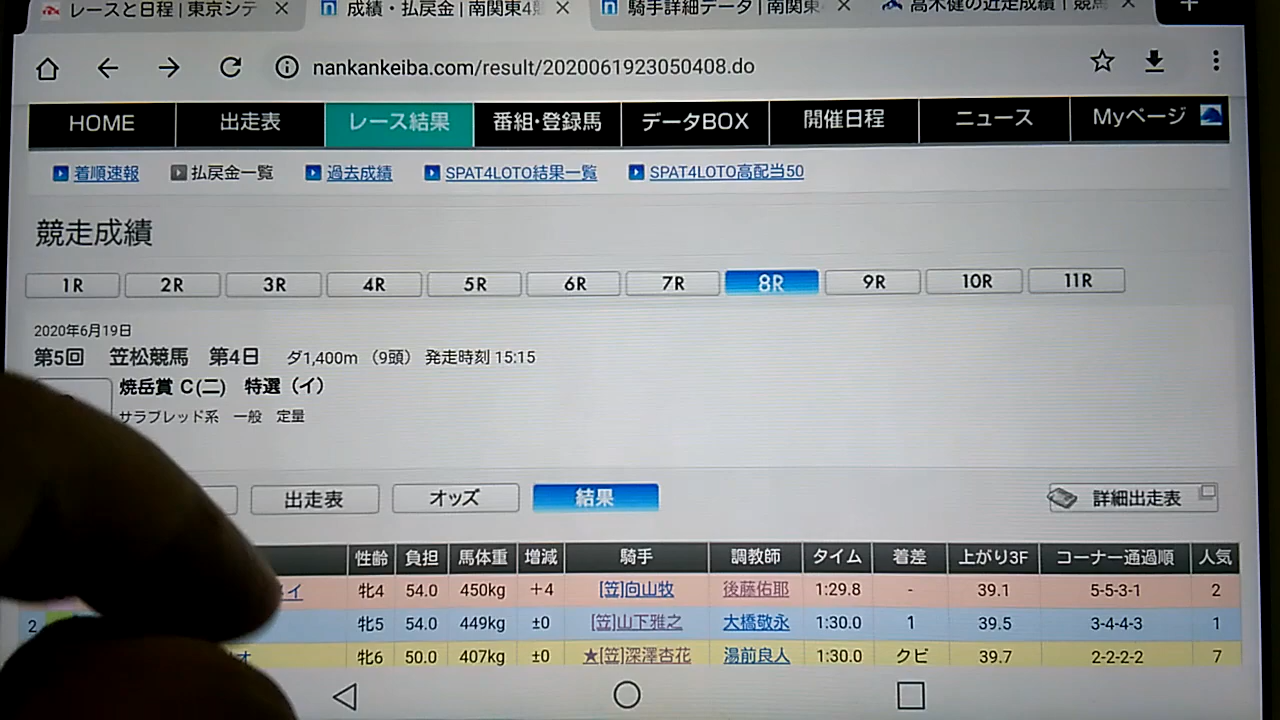 レースと日程 | 東京シテ ×
成績・払戻金 | 南関東4 ×
騎手詳細データ | 南関東 ×
高木健の近走成績 | 競馬 ×
nankankeiba.com/result/2020061923050408.do
HOME 出走表 レース結果 番組・登録馬 データBOX 開催日程 ニュース Myページ
着順速報 払戻金一覧 過去成績 SPAT4LOTO結果一覧 SPAT4LOTO高配当50
競走成績
1R 2R 3R 4R 5R 6R 7R 8R 9R 10R 11R
2020年6月19日
第5回 笠松競馬 第4日 ダ1,400m （9頭） 発走時刻 15:15
焼岳賞 C(二) 特選（イ）
サラブレッド系 一般 定量
出走表 オッズ 結果 詳細出走表
性齢 負担 馬体重 増減 騎手 調教師 タイム 着差 上がり3F コーナー通過順 人気
イ 牝4 54.0 450kg +4 [笠]向山牧 後藤佑耶 1:29.8 - 39.1 5-5-3-1 2
2 牝5 54.0 449kg ±0 [笠]山下雅之 大橋敬永 1:30.0 1 39.5 3-4-4-3 1
オ 牝6 50.0 407kg ±0 ★[笠]深澤杏花 湯前良人 1:30.0 クビ 39.7 2-2-2-2 7